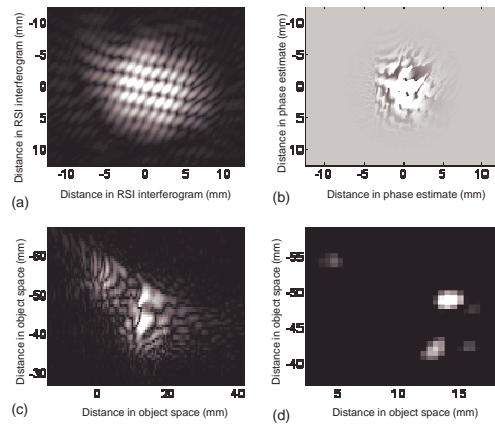 -10
-5
0
5
10
-10 -5 0 5 10
Distance in RSI interferogram (mm)
Distance in RSI interferogram (mm)
(a)
-10
-5
0
5
10
-10 -5 0 5 10
Distance in phase estimate (mm)
Distance in phase estimate (mm)
(b)
-60
-50
-40
-30
0 20 40
Distance in object space (mm)
Distance in object space (mm)
(c)
-55
-50
-45
-40
5 10 15
Distance in object space (mm)
Distance in object space (mm)
(d)